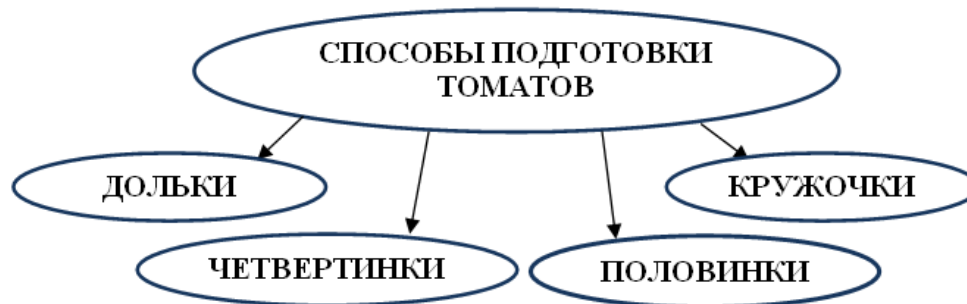 СПОСОБЫ ПОДГОТОВКИ
ТОМАТОВ
ДОЛЬКИ
КРУЖОЧКИ
ЧЕТВЕРТИНКИ
ПОЛОВИНКИ